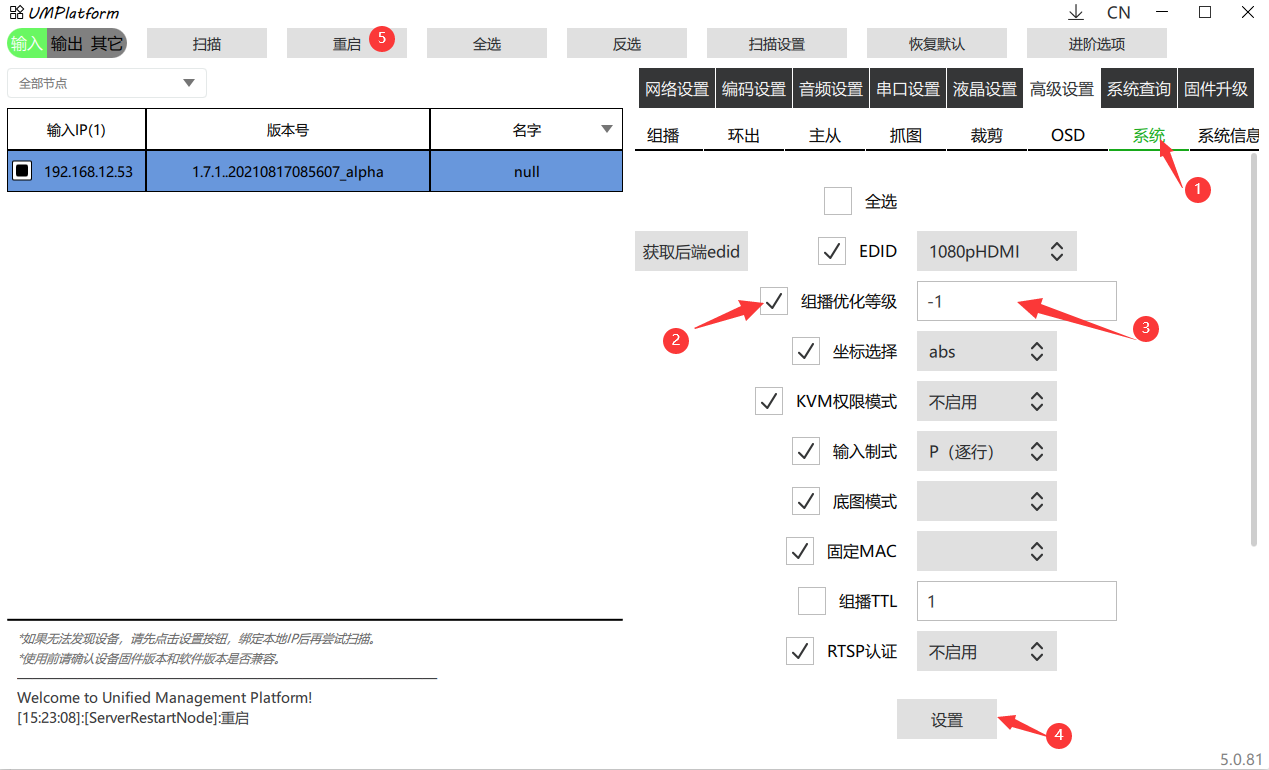 UMPlatform CN
输入 输出 其它 扫描 重启 5 全选 反选 扫描设置 恢复默认 进阶选项
全部节点
网络设置 编码设置 音频设置 串口设置 液晶设置 高级设置 系统查询 固件升级
输入IP(1) 版本号 名字
组播 环出 主从 抓图 裁剪 OSD 系统 系统信息
192.168.12.53 1.7.1..20210817085607_alpha null
1
全选
获取后端edid EDID 1080pHDMI
组播优化等级 -1
2 3
坐标选择 abs
KVM权限模式 不启用
输入制式 P（逐行）
底图模式
固定MAC
组播TTL 1
*如果无法发现设备，请先点击设置按钮，绑定本地IP后再尝试扫描。
*使用前请确认设备固件版本和软件版本是否兼容。
RTSP认证 不启用
Welcome to Unified Management Platform!
[15:23:08]:[ServerRestartNode]:重启
设置 4
5.0.81